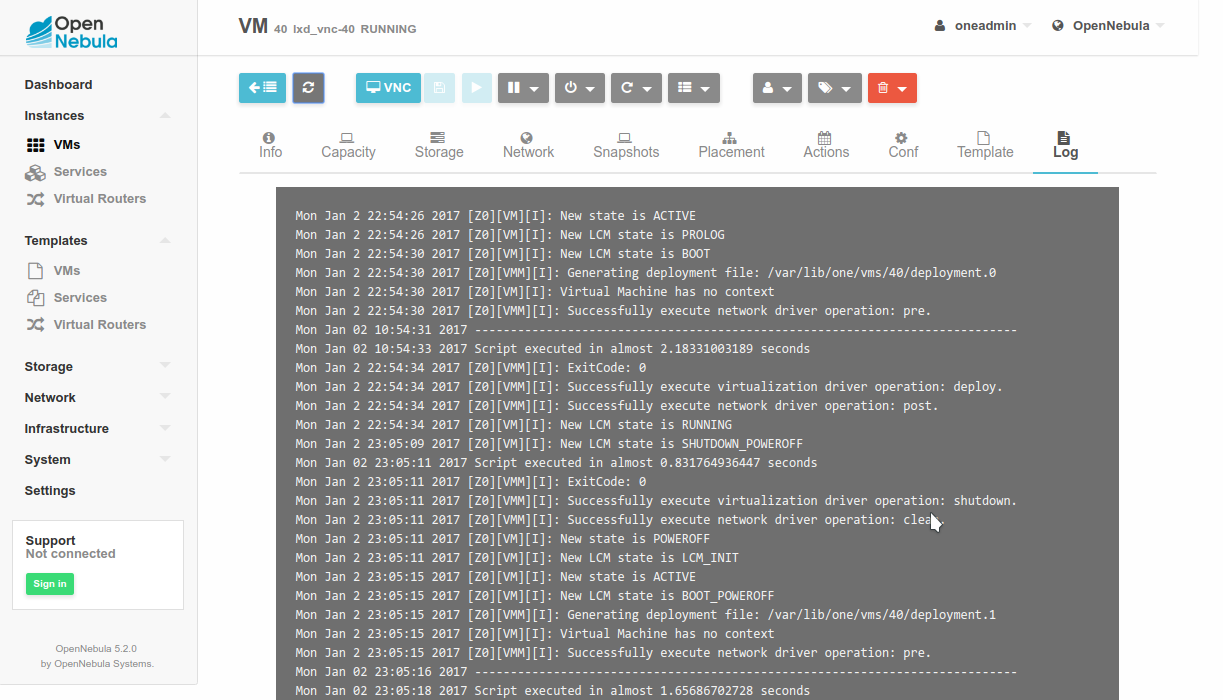 Open
Nebula
VM 40 lxd_vnc-40 RUNNING
oneadmin
OpenNebula
Dashboard
Instances
VMs
Services
Virtual Routers
Templates
VMs
Services
Virtual Routers
Storage
Network
Infrastructure
System
Settings
Support
Not connected
Sign in
OpenNebula 5.2.0
by OpenNebula Systems.
VNC
Info
Capacity
Storage
Network
Snapshots
Placement
Actions
Conf
Template
Log
Mon Jan 2 22:54:26 2017 [Z0][VM][I]: New state is ACTIVE
Mon Jan 2 22:54:26 2017 [Z0][VM][I]: New LCM state is PROLOG
Mon Jan 2 22:54:30 2017 [Z0][VM][I]: New LCM state is BOOT
Mon Jan 2 22:54:30 2017 [Z0][VMM][I]: Generating deployment file: /var/lib/one/vms/40/deployment.0
Mon Jan 2 22:54:30 2017 [Z0][VM][I]: Virtual Machine has no context
Mon Jan 2 22:54:30 2017 [Z0][VMM][I]: Successfully execute network driver operation: pre.
Mon Jan 02 10:54:31 2017 ----------------------------------------------------------------------------
Mon Jan 02 10:54:33 2017 Script executed in almost 2.18331003189 seconds
Mon Jan 2 22:54:34 2017 [Z0][VMM][I]: ExitCode: 0
Mon Jan 2 22:54:34 2017 [Z0][VMM][I]: Successfully execute virtualization driver operation: deploy.
Mon Jan 2 22:54:34 2017 [Z0][VMM][I]: Successfully execute network driver operation: post.
Mon Jan 2 22:54:34 2017 [Z0][VM][I]: New LCM state is RUNNING
Mon Jan 2 23:05:09 2017 [Z0][VM][I]: New LCM state is SHUTDOWN_POWEROFF
Mon Jan 02 23:05:11 2017 Script executed in almost 0.831764936447 seconds
Mon Jan 2 23:05:11 2017 [Z0][VMM][I]: ExitCode: 0
Mon Jan 2 23:05:11 2017 [Z0][VMM][I]: Successfully execute virtualization driver operation: shutdown.
Mon Jan 2 23:05:11 2017 [Z0][VMM][I]: Successfully execute network driver operation:
Mon Jan 2 23:05:11 2017 [Z0][VM][I]: New state is POWEROFF
Mon Jan 2 23:05:11 2017 [Z0][VM][I]: New LCM state is LCM_INIT
Mon Jan 2 23:05:15 2017 [Z0][VM][I]: New state is ACTIVE
Mon Jan 2 23:05:15 2017 [Z0][VM][I]: New LCM state is BOOT_POWEROFF
Mon Jan 2 23:05:15 2017 [Z0][VMM][I]: Generating deployment file: /var/lib/one/vms/40/deployment.1
Mon Jan 2 23:05:15 2017 [Z0][VM][I]: Virtual Machine has no context
Mon Jan 2 23:05:15 2017 [Z0][VMM][I]: Successfully execute network driver operation: pre.
Mon Jan 02 23:05:16 2017 ----------------------------------------------------------------------------
Mon Jan 02 23:05:18 2017 Script executed in almost 1.65686702728 seconds